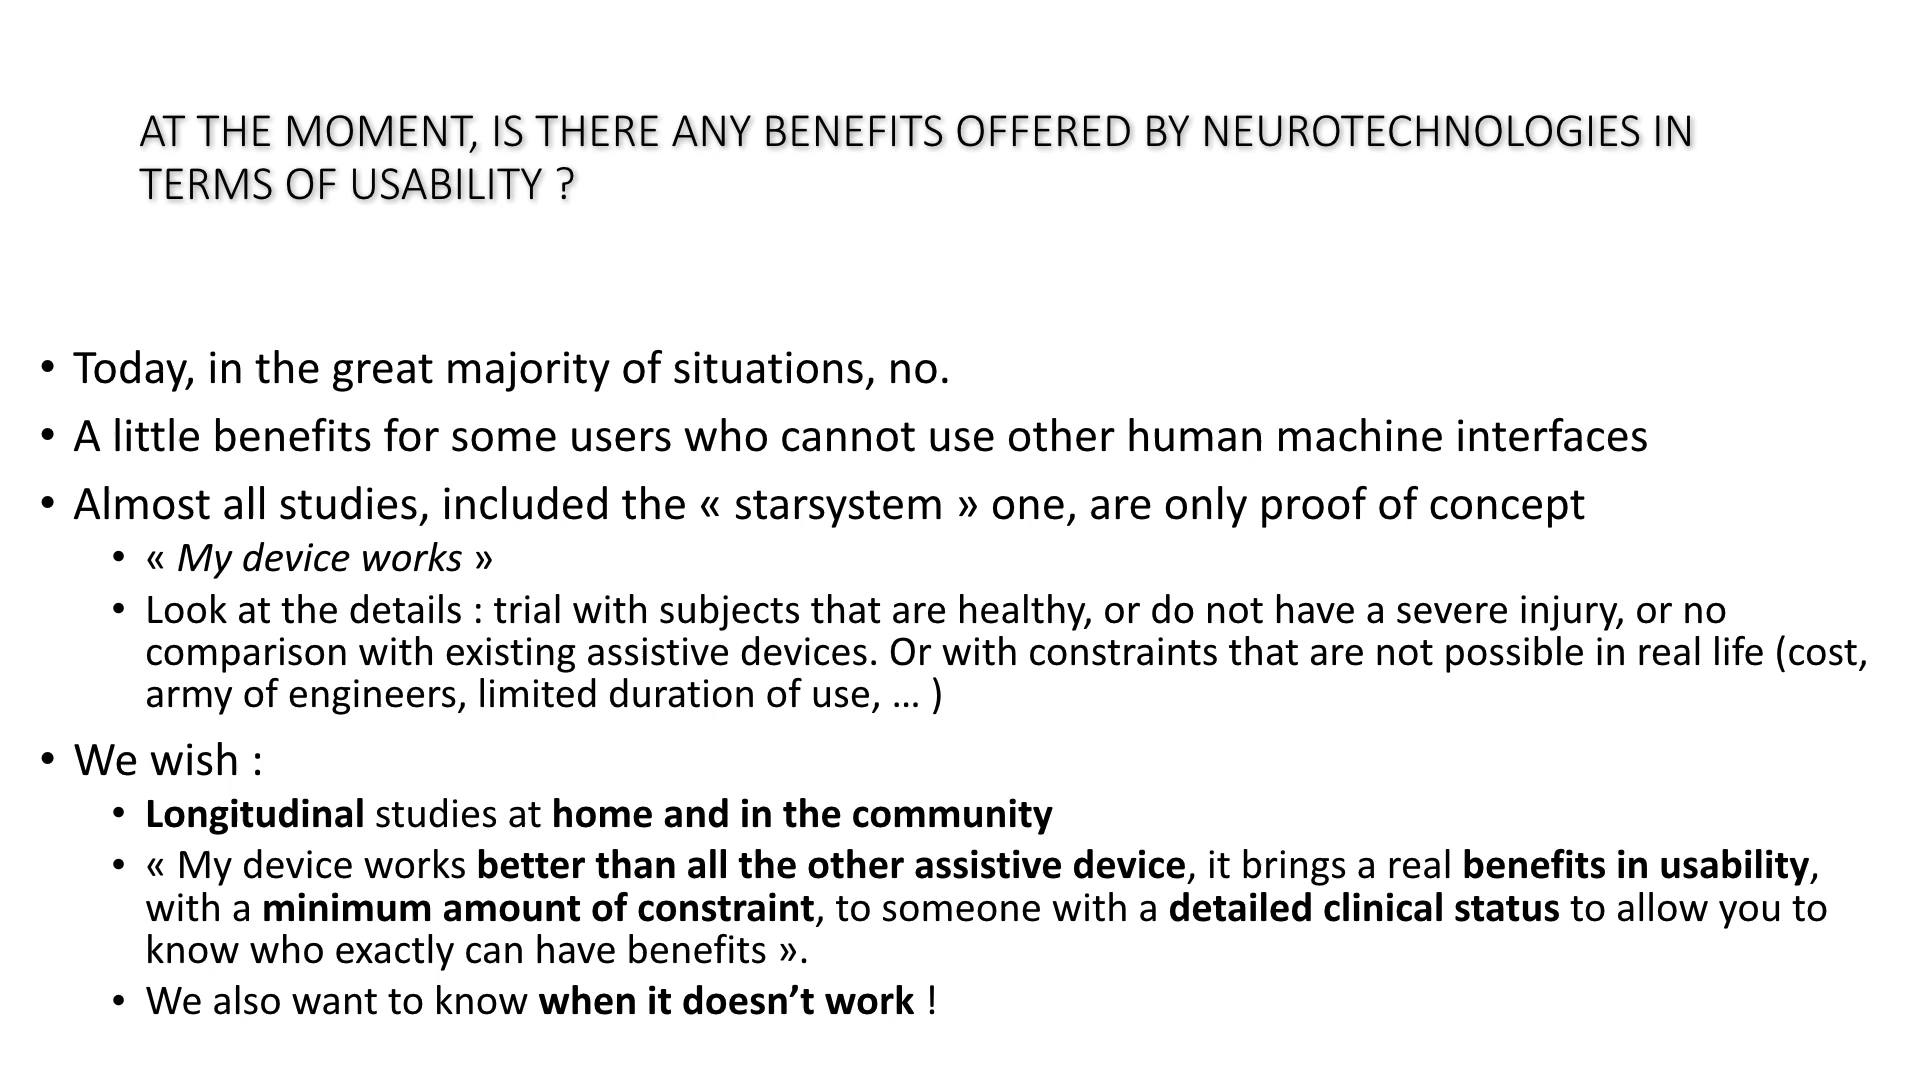 AT THE MOMENT, IS THERE ANY BENEFITS OFFERED BY NEUROTECHNOLOGIES IN
TERMS OF USABILITY ?
• Today, in the great majority of situations, no.
• A little benefits for some users who cannot use other human machine interfaces
• Almost all studies, included the « starsystem » one, are only proof of concept
• « My device works »
• Look at the details : trial with subjects that are healthy, or do not have a severe injury, or no
comparison with existing assistive devices. Or with constraints that are not possible in real life (cost,
army of engineers, limited duration of use, … )
• We wish :
• Longitudinal studies at home and in the community
• « My device works better than all the other assistive device, it brings a real benefits in usability,
with a minimum amount of constraint, to someone with a detailed clinical status to allow you to
know who exactly can have benefits ».
• We also want to know when it doesn’t work !